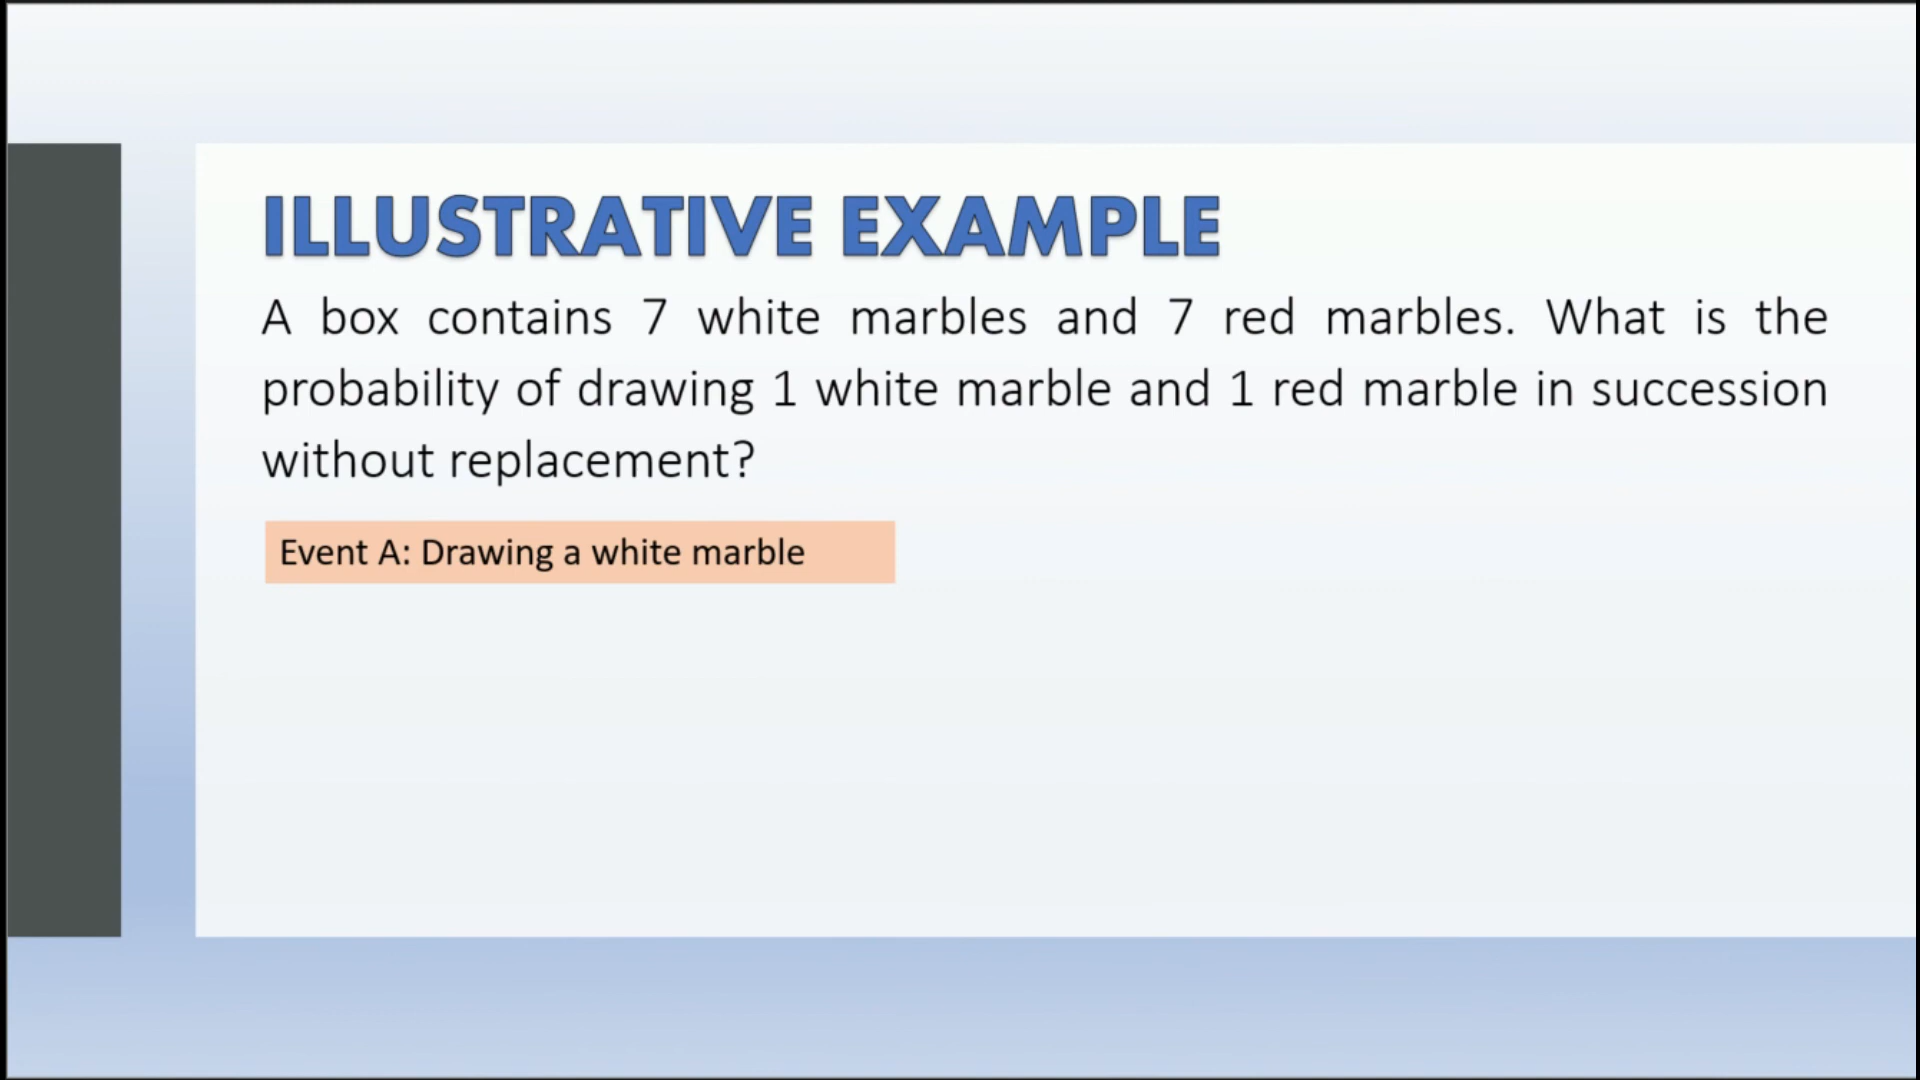 ILLUSTRATIVE EXAMPLE
A box contains 7 white marbles and 7 red marbles. What is the
probability of drawing 1 white marble and 1 red marble in succession
without replacement?
Event A: Drawing a white marble